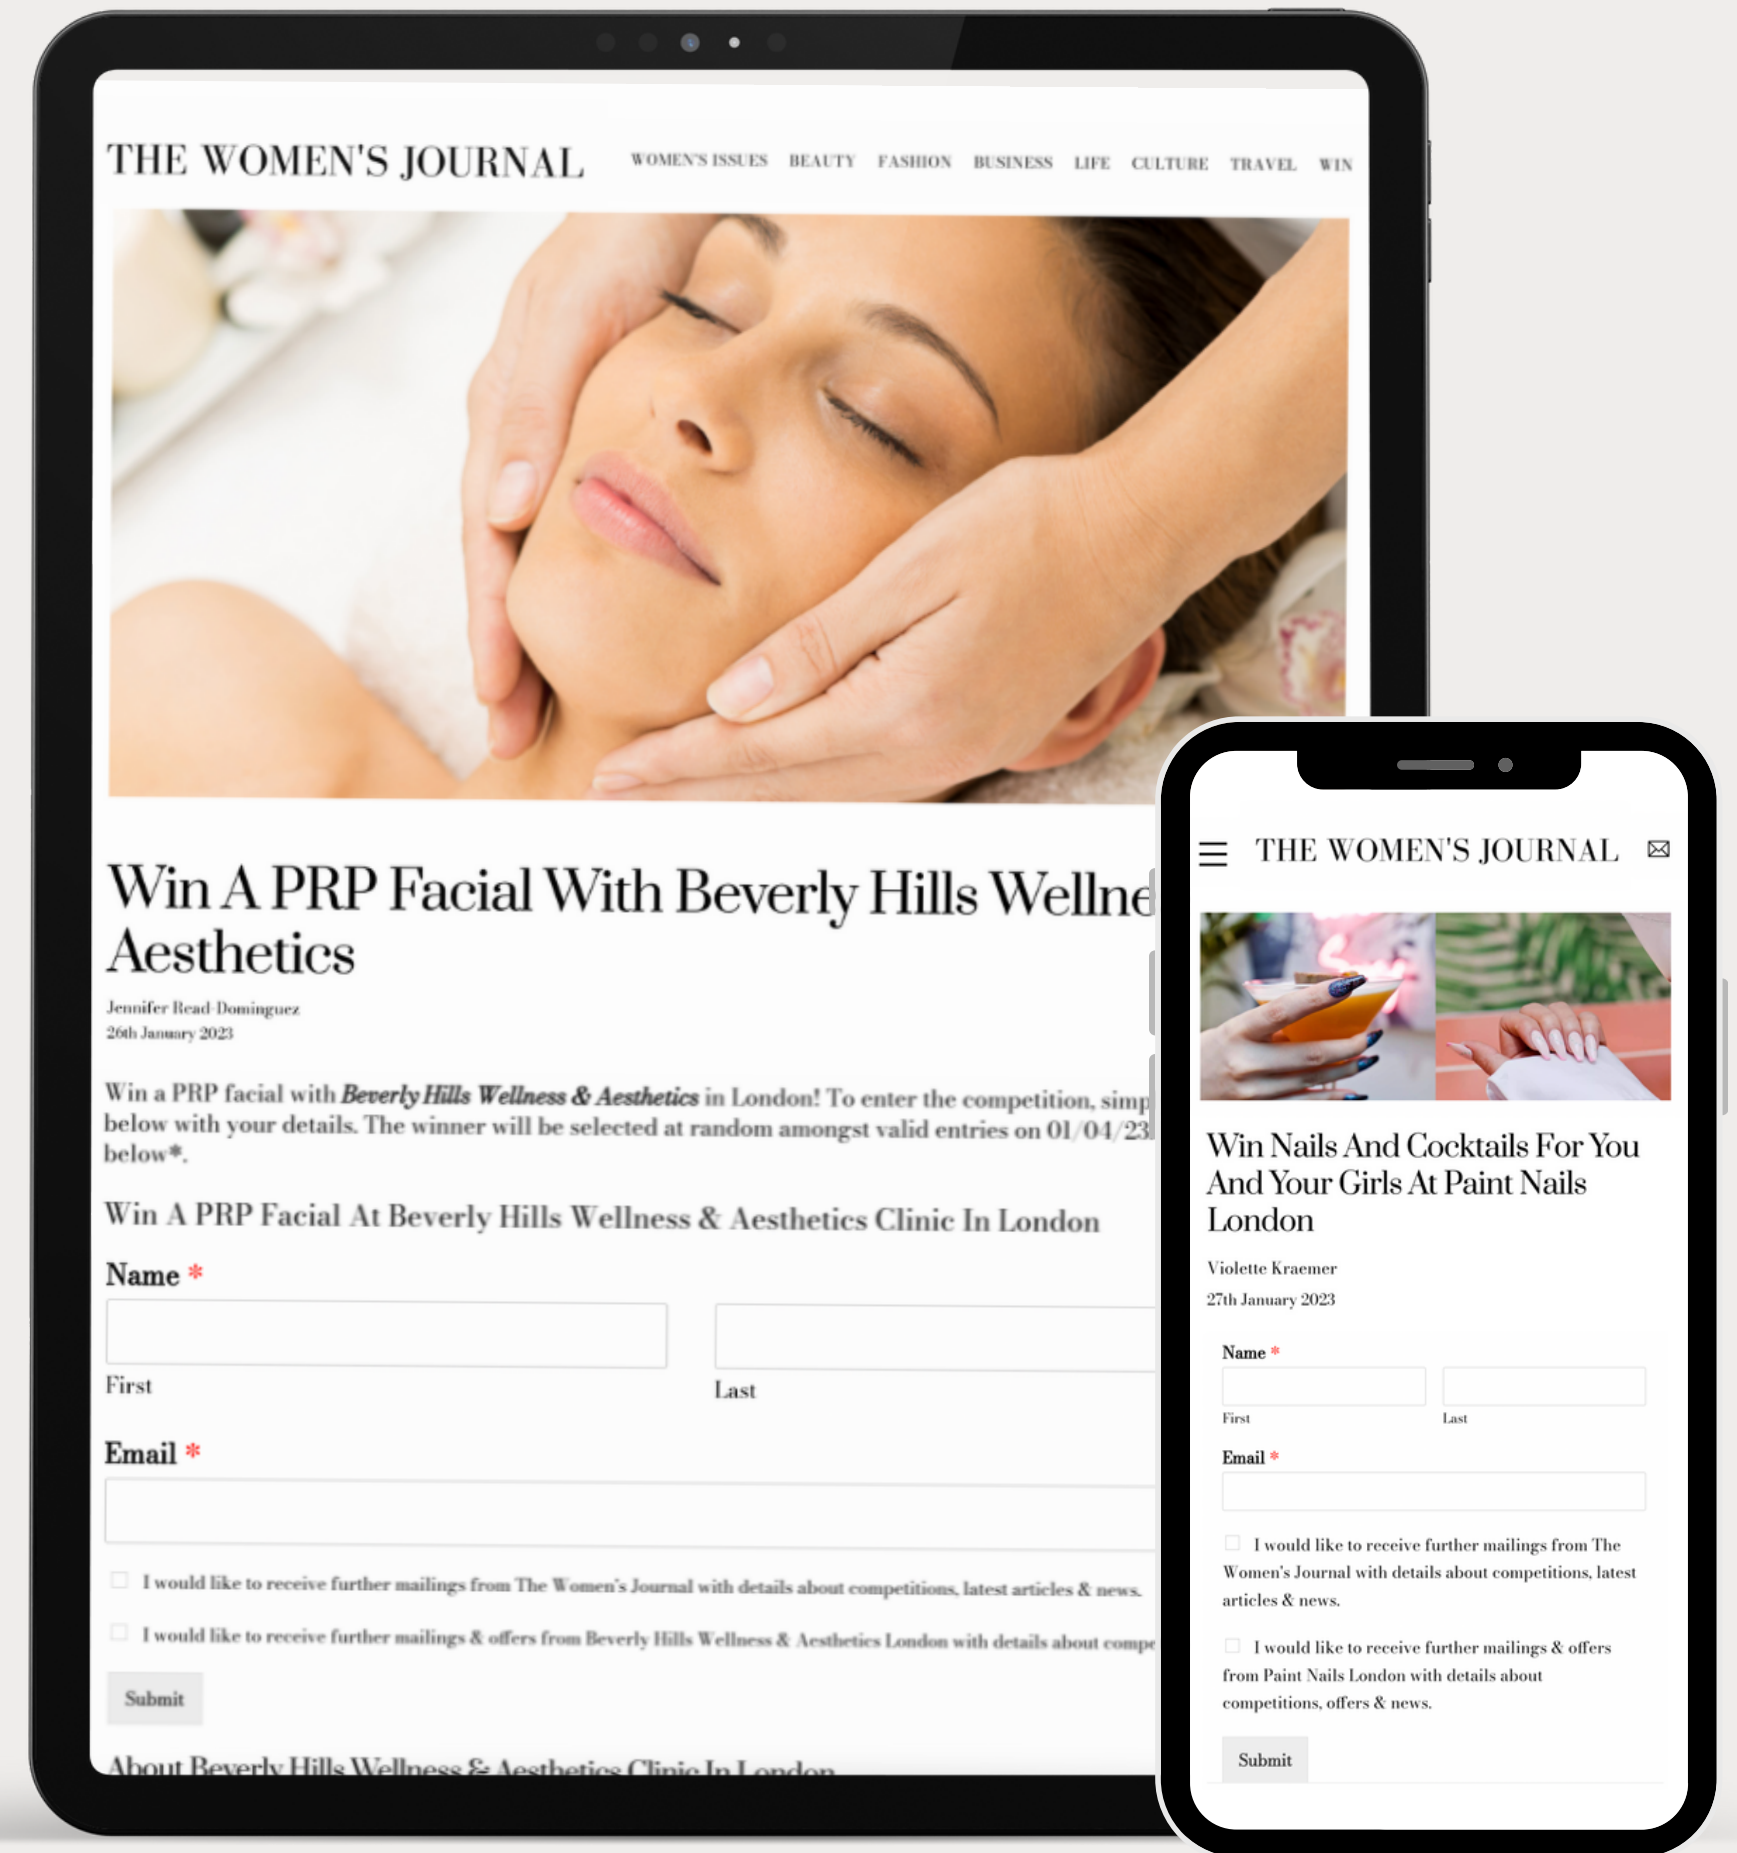 THE WOMEN'S JOURNAL
WOMEN'S ISSUES BEAUTY FASHION BUSINESS LIFE CULTURE TRAVEL WIN
Win A PRP Facial With Beverly Hills Wellne
Aesthetics
Jennifer Read-Dominguez
26th January 2023
Win a PRP facial with Beverly Hills Wellness & Aesthetics in London! To enter the competition, simp
below with your details. The winner will be selected at random amongst valid entries on 01/04/23
below*.
Win A PRP Facial At Beverly Hills Wellness & Aesthetics Clinic In London
Name *
First Last
Email *
I would like to receive further mailings from The Women's Journal with details about competitions, latest articles & news.
I would like to receive further mailings & offers from Beverly Hills Wellness & Aesthetics London with details about compe
Submit
About Beverly Hills Wellness & Aesthetics Clinic In London
THE WOMEN'S JOURNAL
Win Nails And Cocktails For You
And Your Girls At Paint Nails
London
Violette Kraemer
27th January 2023
Name *
First Last
Email *
I would like to receive further mailings from The
Women's Journal with details about competitions, latest
articles & news.
I would like to receive further mailings & offers
from Paint Nails London with details about
competitions, offers & news.
Submit